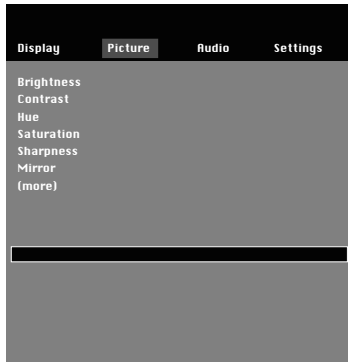 Display Picture Audio Settings
Brightness
Contrast
Hue
Saturation
Sharpness
Mirror
(more)